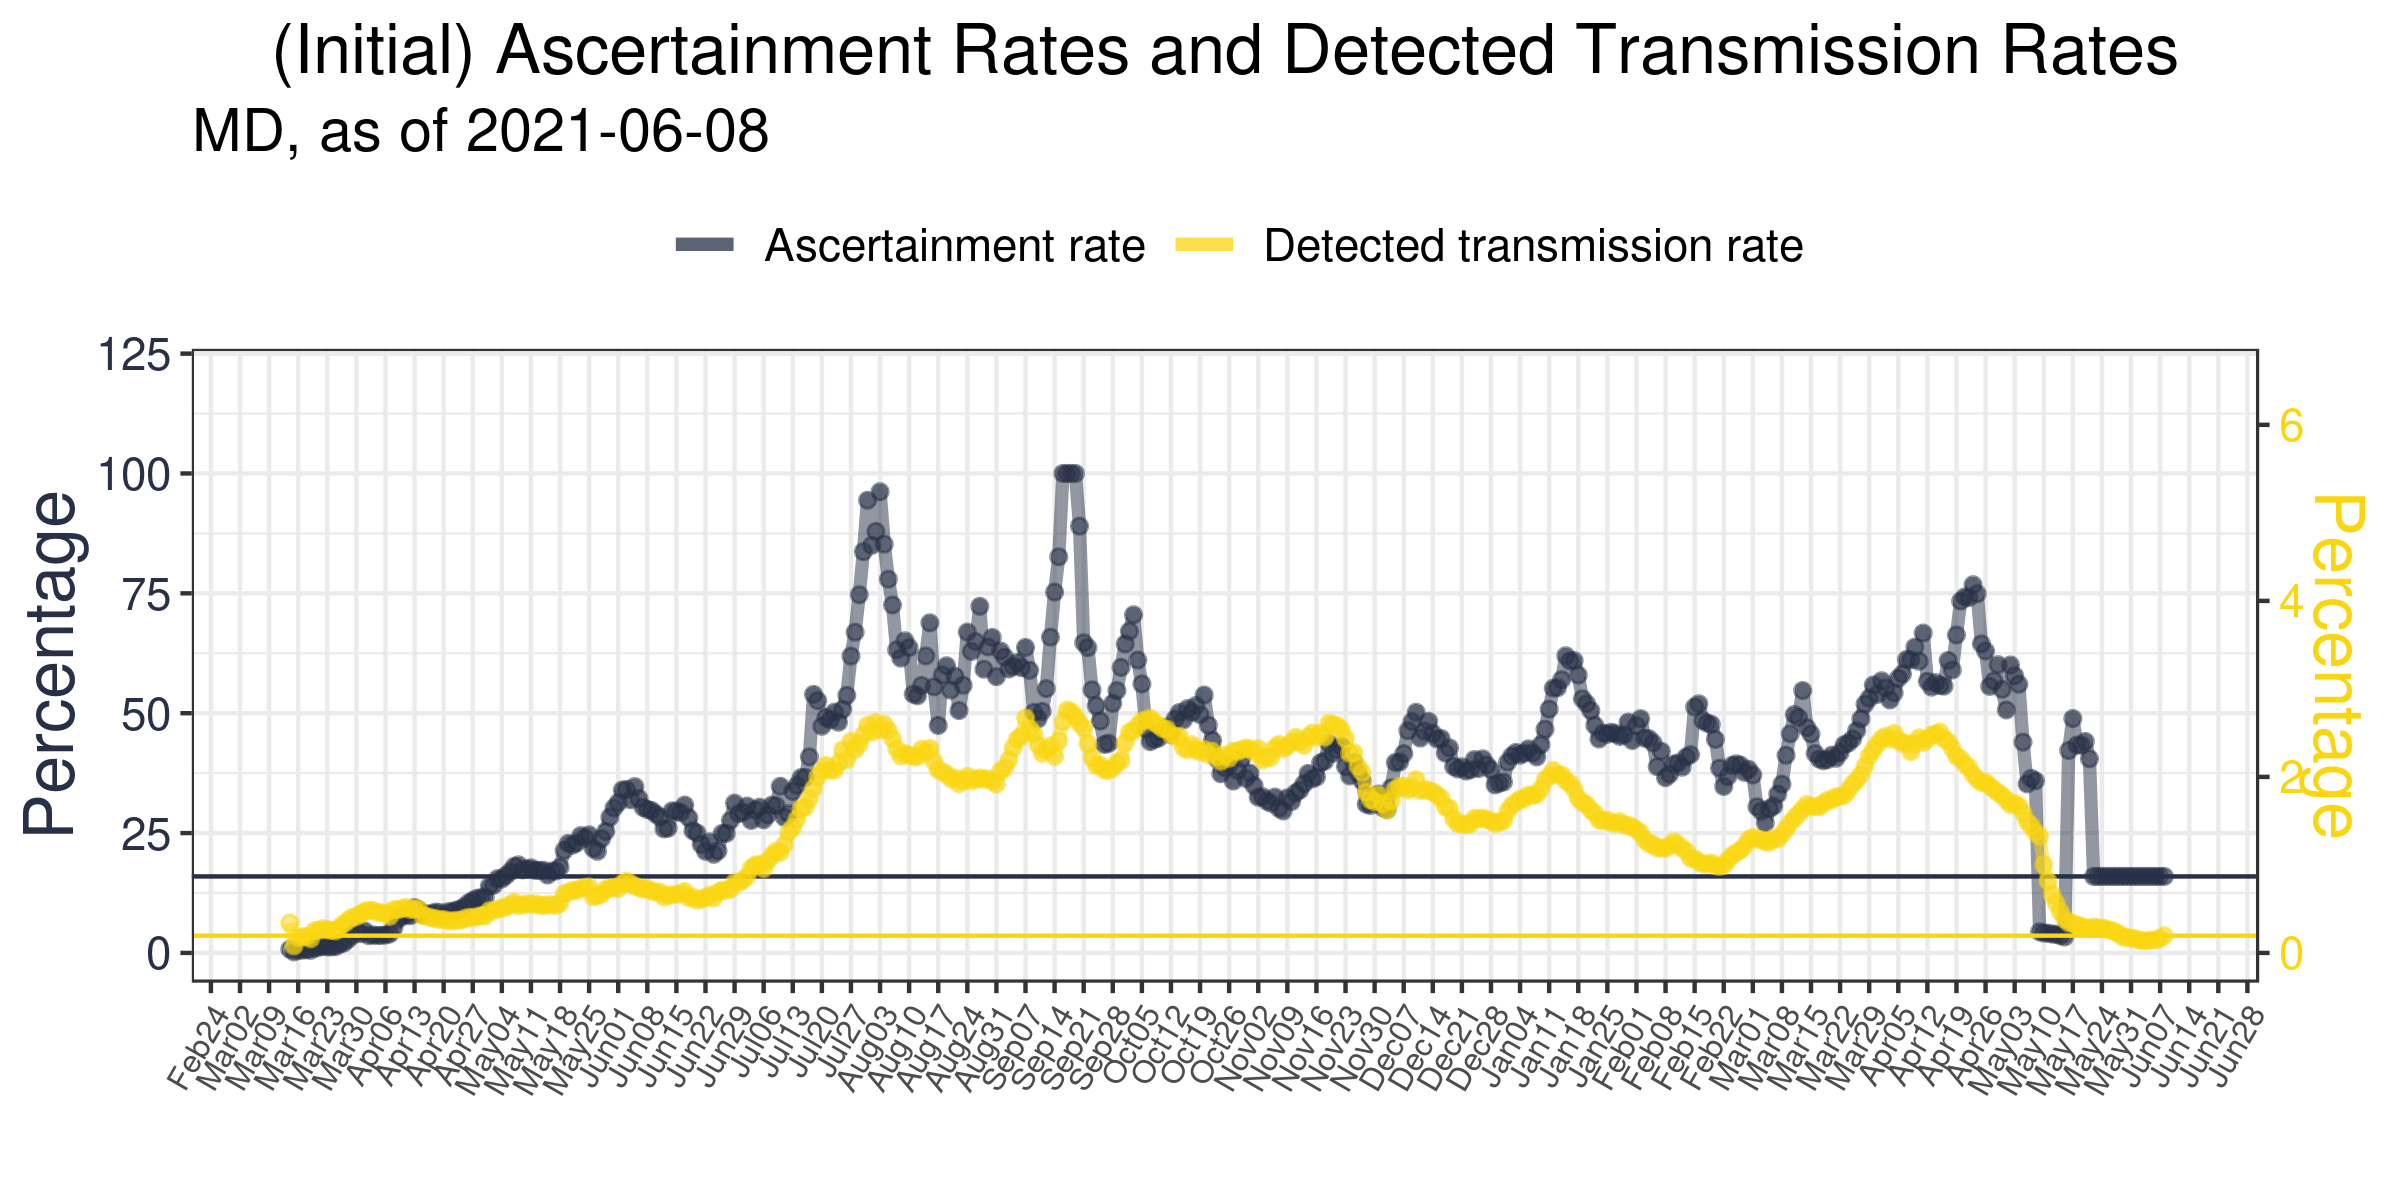 (Initial) Ascertainment Rates and Detected Transmission Rates
MD, as of 2021-06-08
Ascertainment rate
Detected transmission rate
Percentage
125
100
75
50
25
0
6
4
2
0
Percentage
Feb24
Mar02
Mar09
Mar16
Mar23
Mar30
Apr06
Apr13
Apr20
Apr27
May04
May11
May18
May25
Jun01
Jun08
Jun15
Jun22
Jun29
Jul06
Jul13
Jul20
Jul27
Aug03
Aug10
Aug17
Aug24
Aug31
Sep07
Sep14
Sep21
Sep28
Oct05
Oct12
Oct19
Oct26
Nov02
Nov09
Nov16
Nov23
Nov30
Dec07
Dec14
Dec21
Dec28
Jan04
Jan11
Jan18
Jan25
Feb01
Feb08
Feb15
Feb22
Mar01
Mar08
Mar15
Mar22
Mar29
Apr05
Apr12
Apr19
Apr26
May03
May10
May17
May24
May31
Jun07
Jun14
Jun21
Jun28